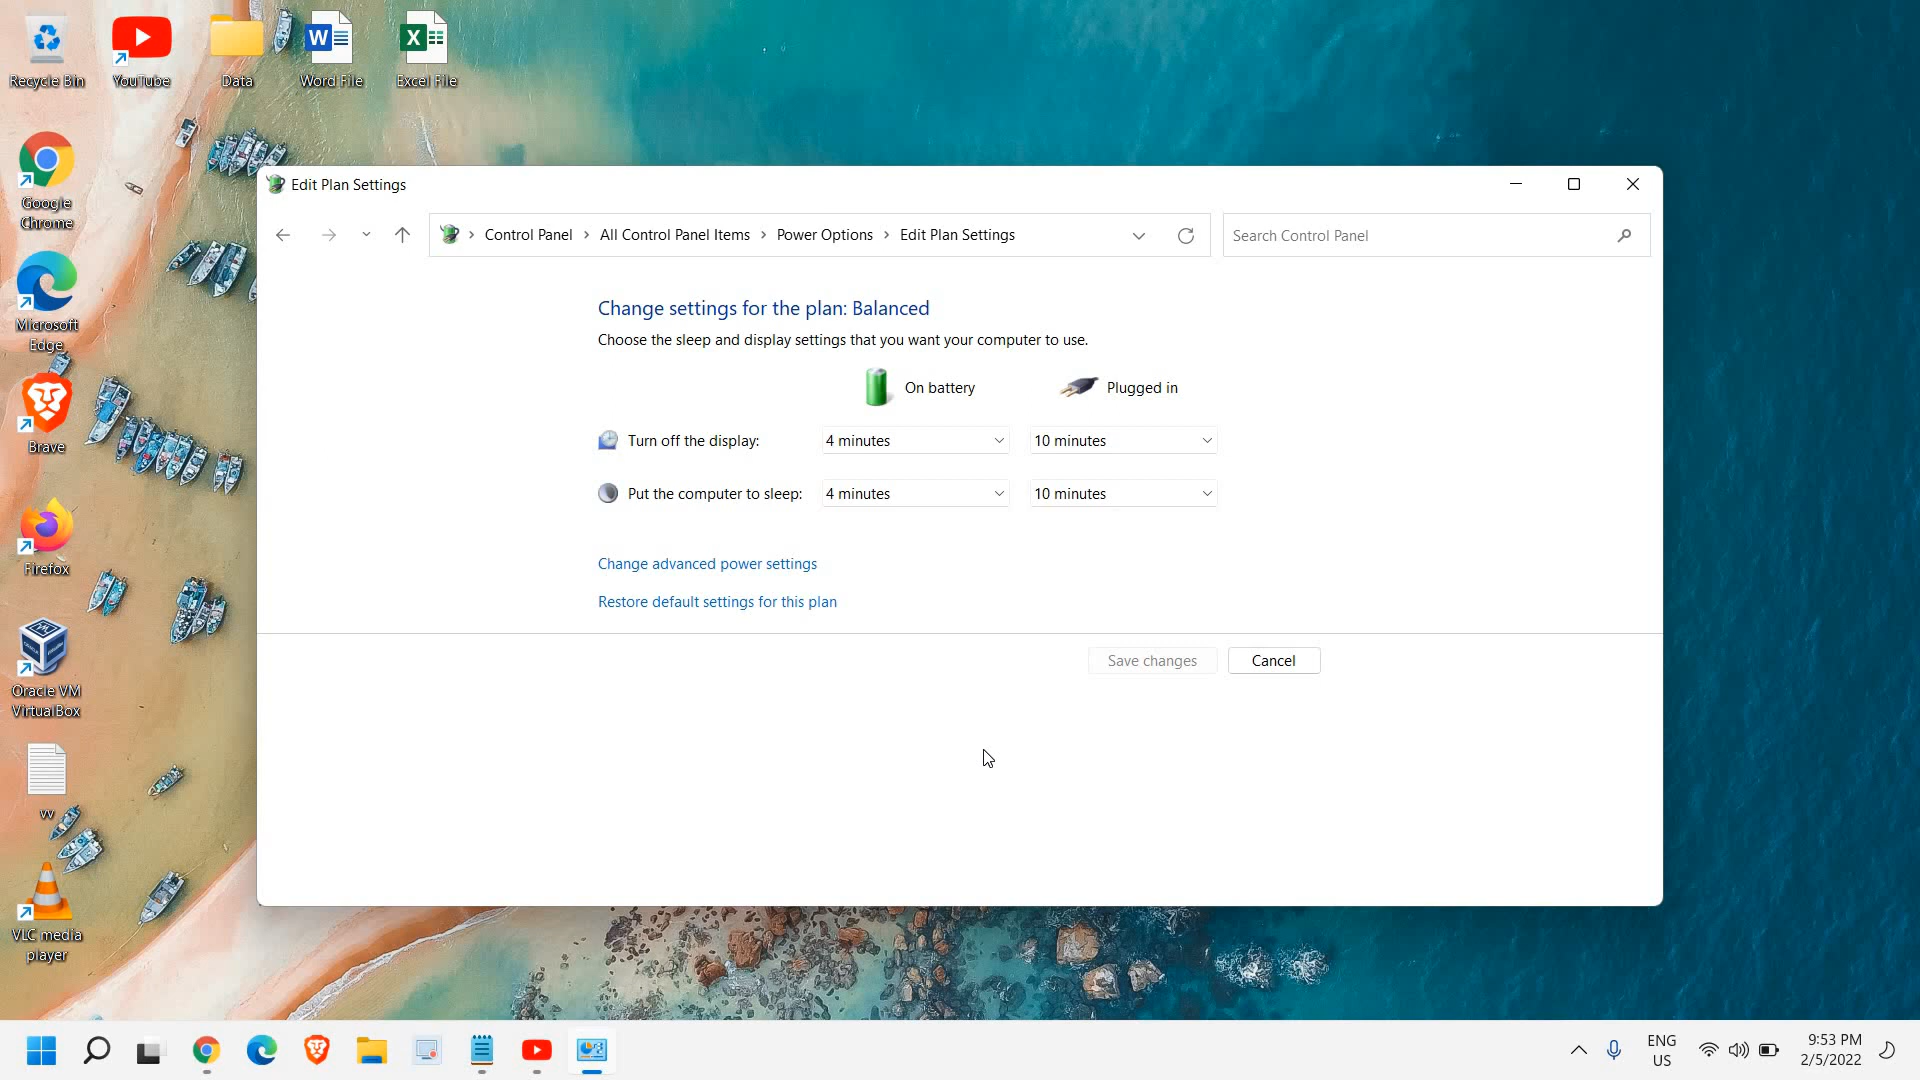 Recycle Bin
YouTube
Data
Word File
Excel File
Google
Chrome
Microsoft
Edge
Brave
Firefox
Oracle VM
VirtualBox
vv
VLC media
player
Edit Plan Settings
Control Panel
All Control Panel Items
Power Options
Edit Plan Settings
Search Control Panel
Change settings for the plan: Balanced
Choose the sleep and display settings that you want your computer to use.
On battery
Plugged in
Turn off the display:
4 minutes
10 minutes
Put the computer to sleep:
4 minutes
10 minutes
Change advanced power settings
Restore default settings for this plan
Save changes
Cancel
ENG
US
9:53 PM
2/5/2022